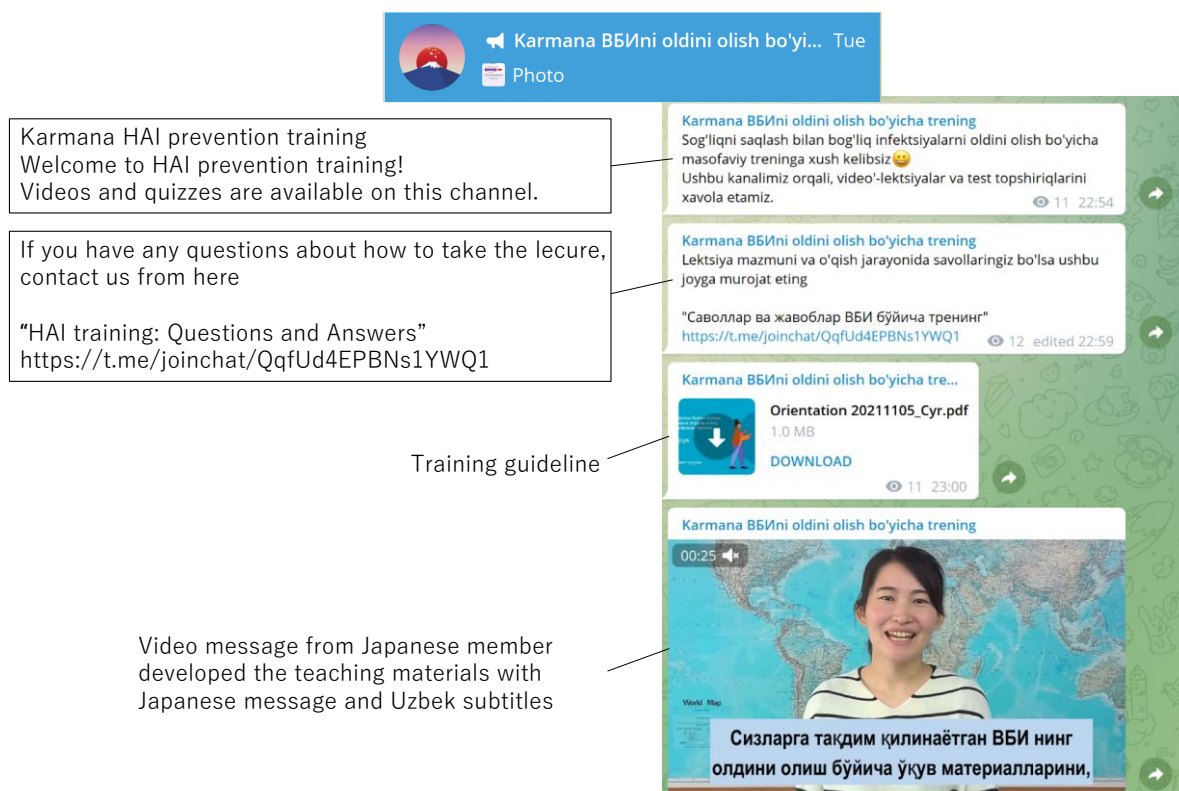 Karmana ВБИni oldini olish bo'yi... Tue
Photo
Karmana HAI prevention training
Welcome to HAI prevention training!
Videos and quizzes are available on this channel.
Karmana ВБИni oldini olish bo'yicha trening
Sog'liqni saqlash bilan bog'liq infektsiyalarni oldini olish bo'yicha
masofaviy treninga xush kelibsiz😀
Ushbu kanalimiz orqali, video'-lektsiyalar va test topshiriqlarini
xavola etamiz.
11 22:54
If you have any questions about how to take the lecure,
contact us from here
“HAI training: Questions and Answers”
https://t.me/joinchat/QqfUd4EPBNs1YWQ1
Karmana ВБИni oldini olish bo'yicha trening
Lektsiya mazmuni va o'qish jarayonida savollaringiz bo'lsa ushbu
joyga murojat eting
"Саволлар ва жавоблар ВБИ бўйича тренинг"
https://t.me/joinchat/QqfUd4EPBNs1YWQ1
12 edited 22:59
Training guideline
Karmana ВБИni oldini olish bo'yicha tre...
Orientation 20211105_Cyr.pdf
1.0 MB
DOWNLOAD
11 23:00
Video message from Japanese member
developed the teaching materials with
Japanese message and Uzbek subtitles
Karmana ВБИni oldini olish bo'yicha trening
00:25
World Map
Сизларга тақдим қилинаётган ВБИ нинг
олдини олиш бўйича ўқув материалларини,